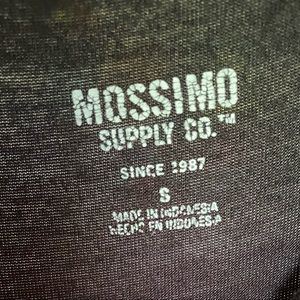 MOSSIMO
SUPPLY CO.™
SINCE 1987
S
MADE IN INDONESIA
HECHO EN INDONESIA